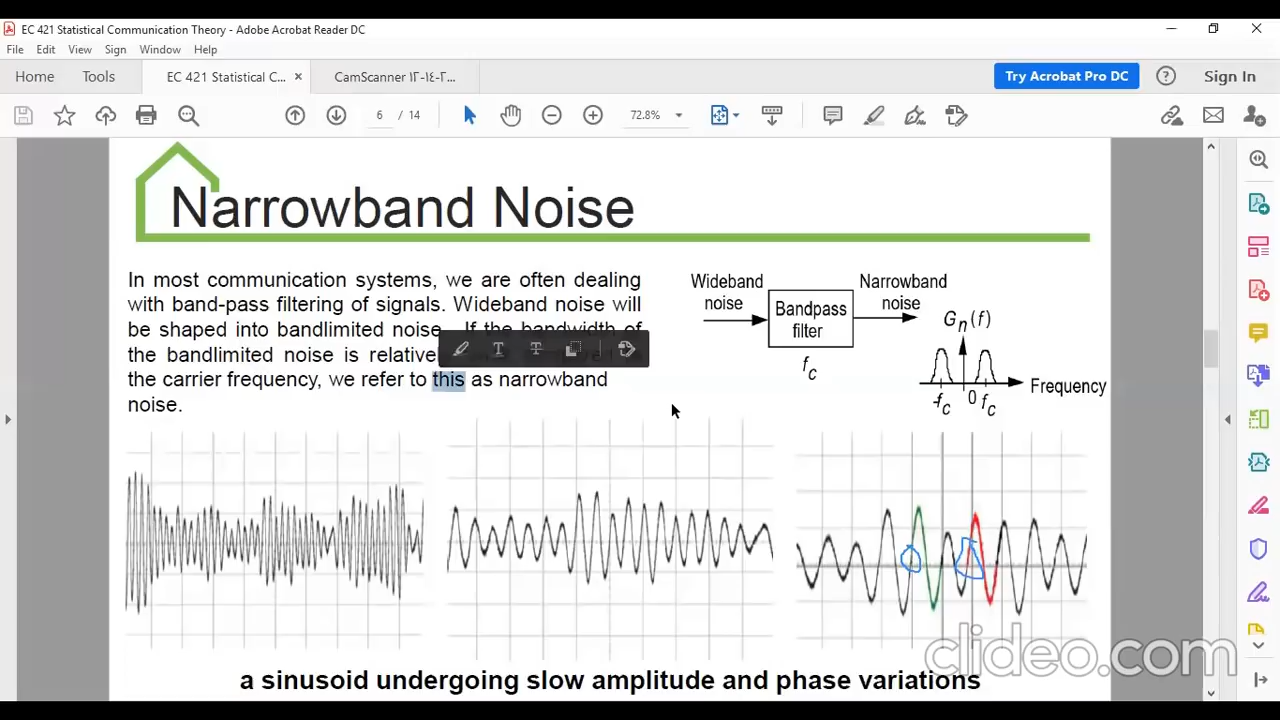 EC 421 Statistical Communication Theory - Adobe Acrobat Reader DC
File Edit View Sign Window Help
Home Tools EC 421 Statistical C... × CamScanner ١٢-١٤-٢...
Try Acrobat Pro DC Sign In
6 / 14 72.8%
Narrowband Noise
In most communication systems, we are often dealing
with band-pass filtering of signals. Wideband noise will
be shaped into bandlimited noise. If the bandwidth of
the bandlimited noise is relatively
the carrier frequency, we refer to this as narrowband
noise.
Wideband
noise
Bandpass
filter
fC
Narrowband
noise
Gn(f)
-fC 0 fC
Frequency
a sinusoid undergoing slow amplitude and phase variations
clideo.com